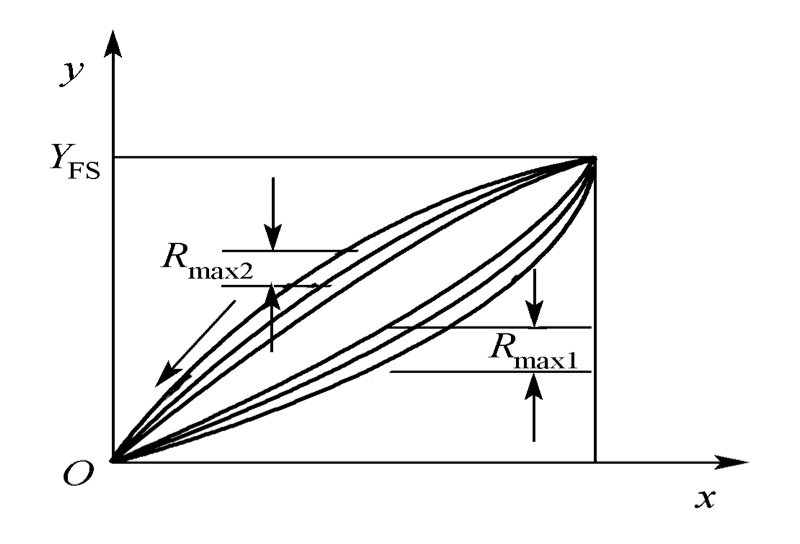 y
Y_FS
R_max2
R_max1
O
x